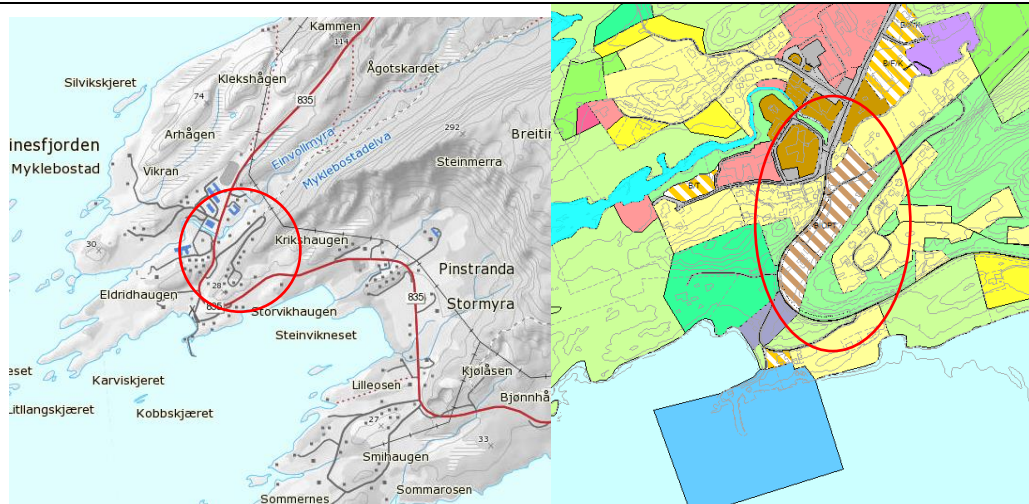 Kammen
114
Klekshågen
Ågotskardet
Silvikskjeret
835
74
Einvollmyra
Myklebostadelva
292
Breitin
Arhågen
Steinmerra
inesfjorden
Myklebostad
Vikran
30
Krikshaugen
Pinstranda
Eldridhaugen
28
835
835
Stormyra
Storvikhaugen
Steinvikneset
eset
Karviskjeret
Lilleosen
Kjølåsen
Litllangskjæret
Kobbskjæret
Bjønnhå
27
33
Smihaugen
Sommernes
Sommarosen
B/F/K
B/T